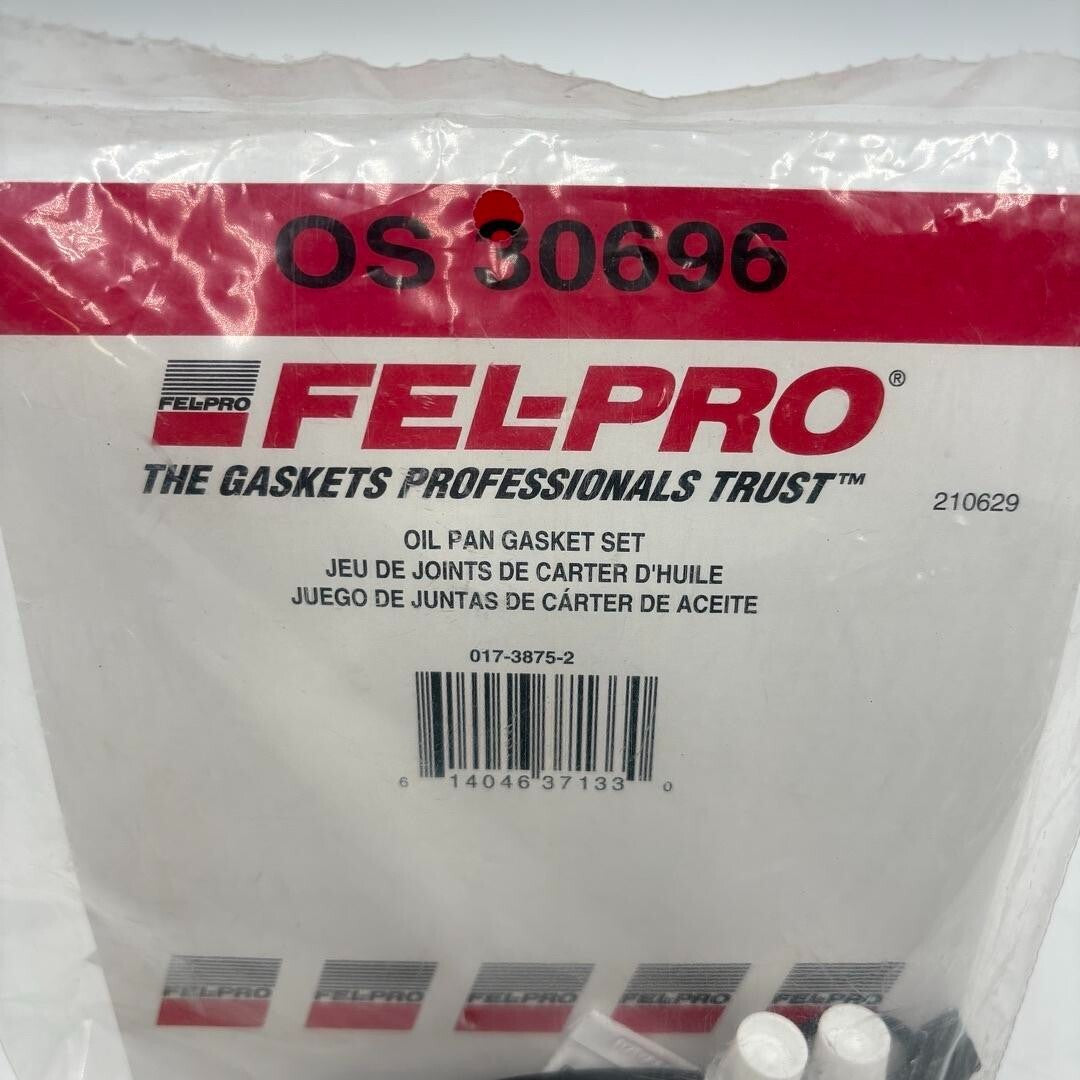 OS 30696
FEL-PRO
FEL-PRO®
THE GASKETS PROFESSIONALS TRUST™
210629
OIL PAN GASKET SET
JEU DE JOINTS DE CARTER D'HUILE
JUEGO DE JUNTAS DE CÁRTER DE ACEITE
017-3875-2
6 14046 37133 0
FEL-PRO FEL-PRO FEL-PRO FEL-PRO FEL-PRO